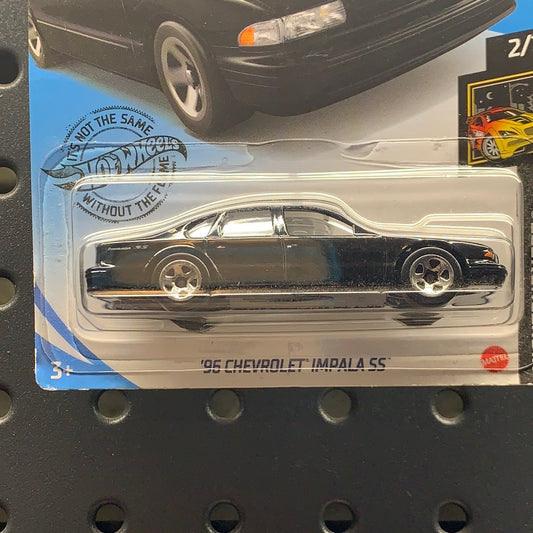 2/
IT'S NOT THE SAME
Hot Wheels
WITHOUT THE FLAME
'96 CHEVROLET IMPALA SS
3+
MATTEL